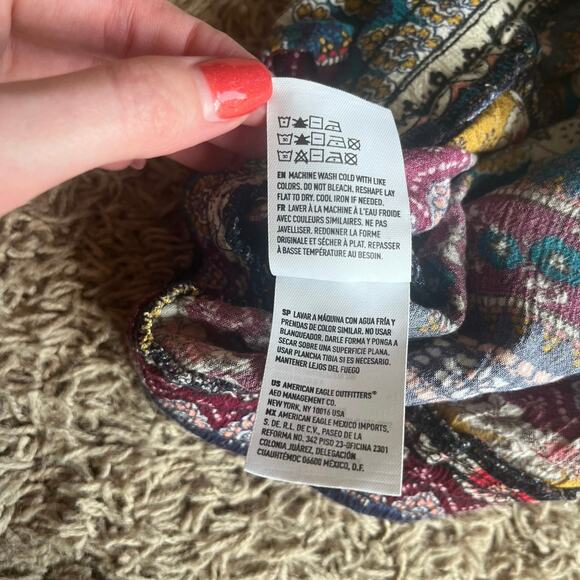 EN MACHINE WASH COLD WITH LIKE
COLORS. DO NOT BLEACH. RESHAPE LAY
FLAT TO DRY. COOL IRON IF NEEDED.
FR LAVER À LA MACHINE À L'EAU FROIDE
AVEC COULEURS SIMILAIRES. NE PAS
JAVELLISER. REDONNER LA FORME
ORIGINALE ET SÉCHER À PLAT. REPASSER
À BASSE TEMPÉRATURE AU BESOIN.
SP LAVAR A MÁQUINA CON AGUA FRÍA Y
PRENDAS DE COLOR SIMILAR. NO USAR
BLANQUEADOR. DARLE FORMA Y PONGA A
SECAR SOBRE UNA SUPERFICIE PLANA.
USAR PLANCHA TIBIA SI ES NECESARIO.
MANTENER LEJOS DEL FUEGO
US AMERICAN EAGLE OUTFITTERS®
AEO MANAGEMENT CO.
NEW YORK, NY 10016 USA
MX AMERICAN EAGLE MEXICO IMPORTS,
S. DE. R.L. DE C.V., PASEO DE LA
REFORMA NO. 342 PISO 23-OFICINA 2301
COLONIA JUÁREZ, DELEGACIÓN
CUAUHTÉMOC 06600 MÉXICO, D.F.